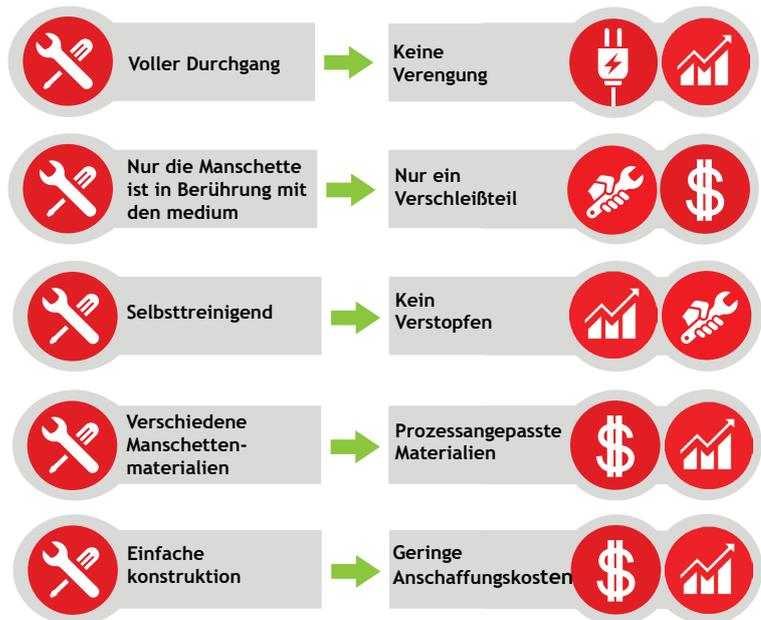 Voller Durchgang
Keine
Verengung
Nur die Manschette
ist in Berührung mit
den medium
Nur ein
Verschleißteil
Selbsttreinigend
Kein
Verstopfen
Verschiedene
Manschetten-
materialien
Prozessangepasste
Materialien
Einfache
konstruktion
Geringe
Anschaffungskosten